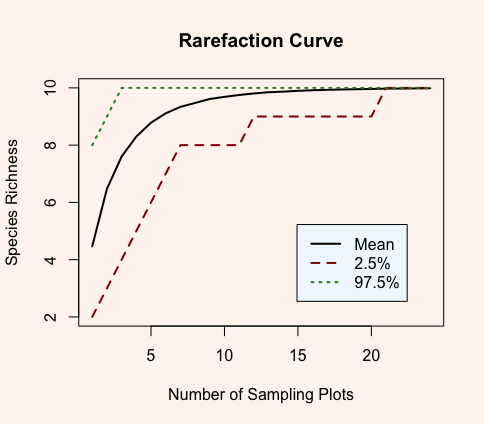 Rarefaction Curve
Species Richness
10
8
6
4
2
Mean
2.5%
97.5%
5 10 15 20
Number of Sampling Plots